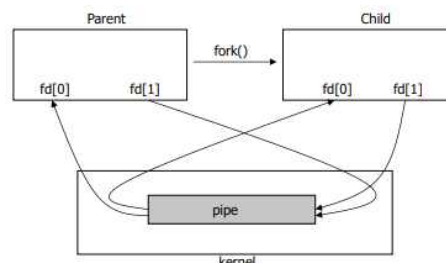 Parent Child
fork()
fd[0] fd[1] fd[0] fd[1]
pipe
kernel